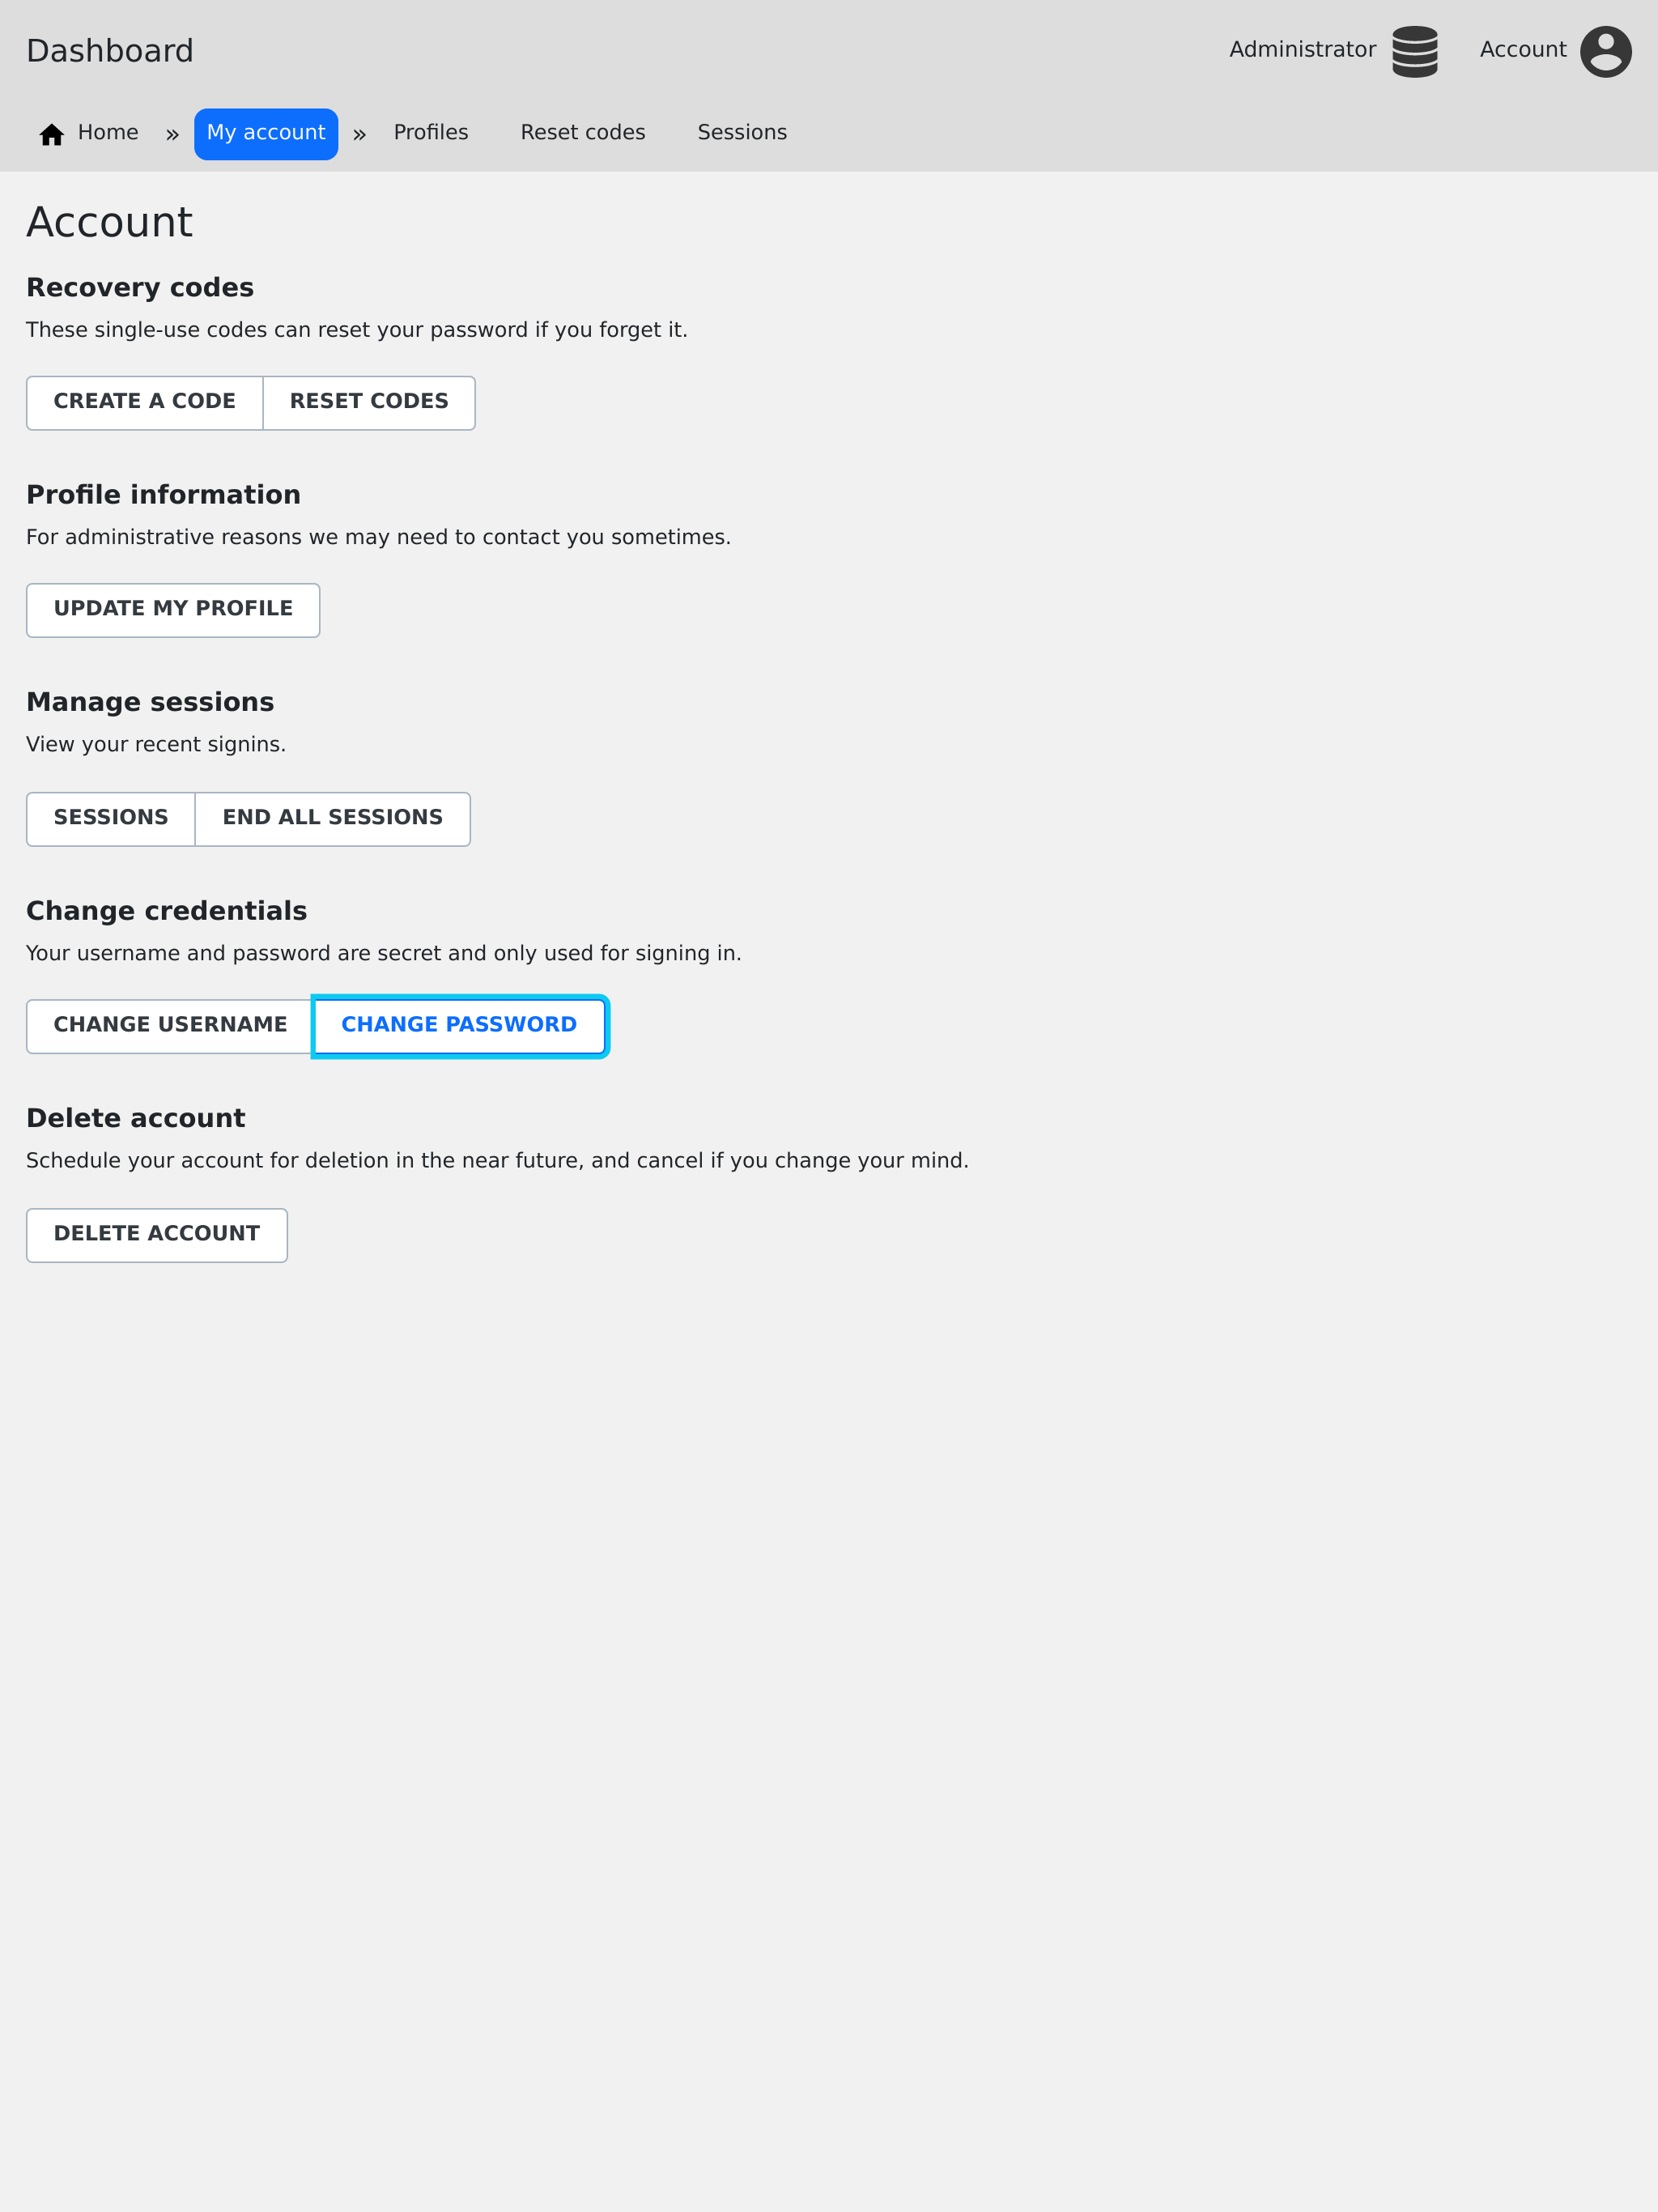 Dashboard
Administrator
Account
Home » My account » Profiles Reset codes Sessions
Account
Recovery codes
These single-use codes can reset your password if you forget it.
CREATE A CODE RESET CODES
Profile information
For administrative reasons we may need to contact you sometimes.
UPDATE MY PROFILE
Manage sessions
View your recent signins.
SESSIONS END ALL SESSIONS
Change credentials
Your username and password are secret and only used for signing in.
CHANGE USERNAME CHANGE PASSWORD
Delete account
Schedule your account for deletion in the near future, and cancel if you change your mind.
DELETE ACCOUNT